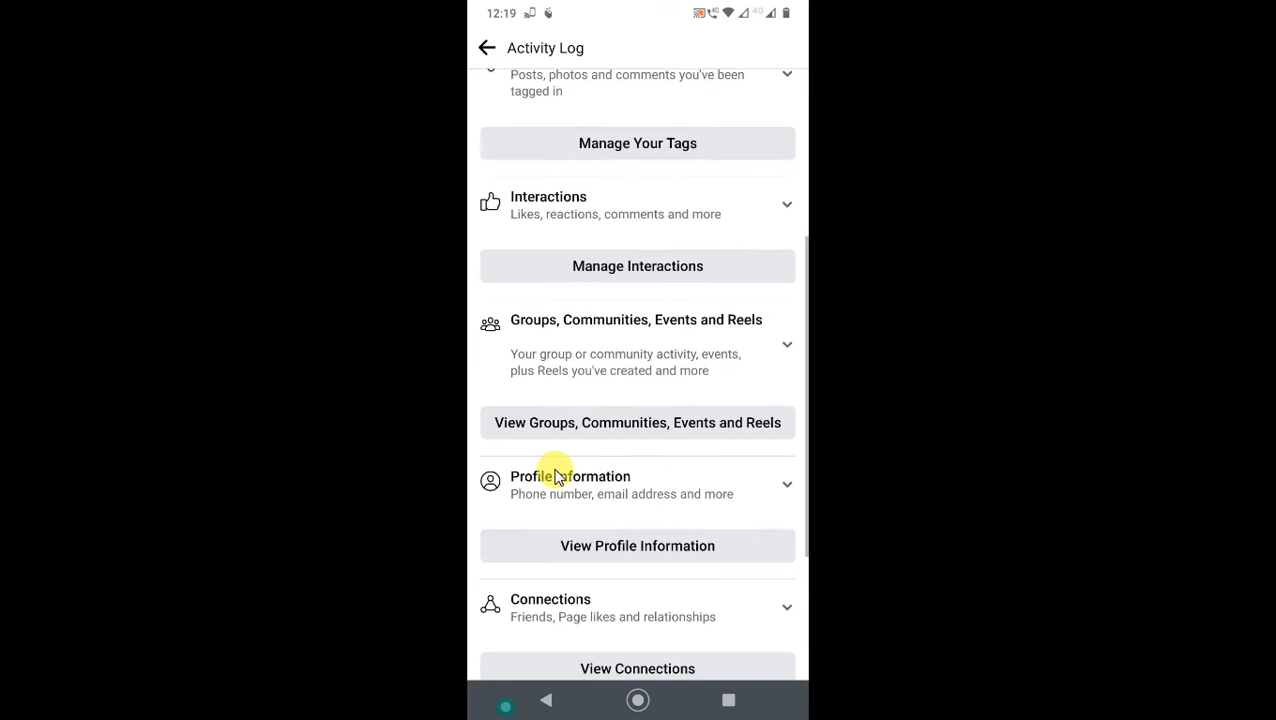 12:19
4G
4G
Activity Log
Posts, photos and comments you've been
tagged in
Manage Your Tags
Interactions
Likes, reactions, comments and more
Manage Interactions
Groups, Communities, Events and Reels
Your group or community activity, events,
plus Reels you've created and more
View Groups, Communities, Events and Reels
Profile Information
Phone number, email address and more
View Profile Information
Connections
Friends, Page likes and relationships
View Connections